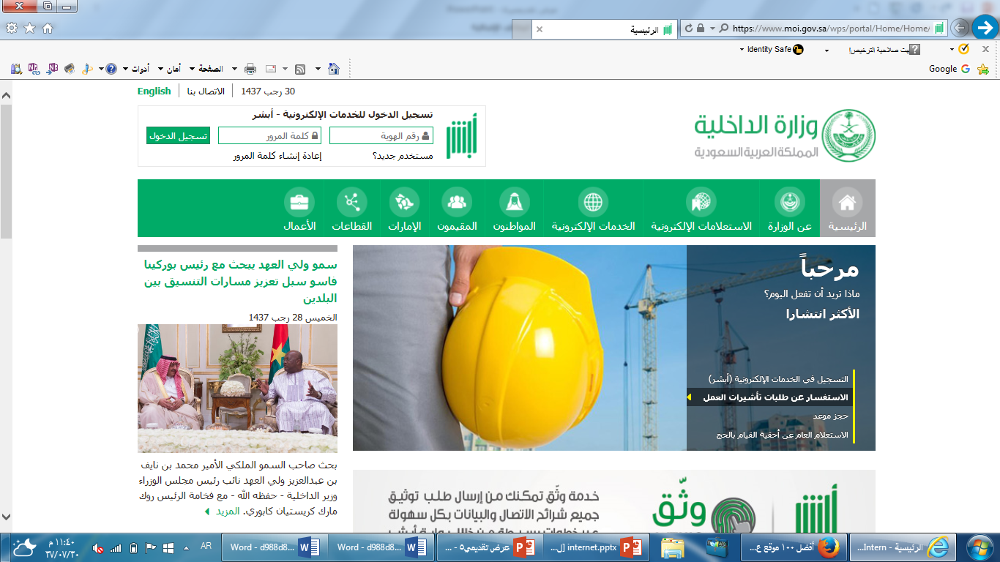 عرض تقديمي
https://www.moi.gov.sa/wps/portal/Home/Home/
الرئيسية
هت صلاحية الترخيص!
Identity Safe
Google
الصفحة
أمان
أدوات
30 رجب 1437
الاتصال بنا
English
وزارة الداخلية
المملكة العربية السعودية
أبشر
تسجيل الدخول للخدمات الإلكترونية - أبشر
رقم الهوية
كلمة المرور
تسجيل الدخول
مستخدم جديد؟
إعادة إنشاء كلمة المرور
الرئيسية
عن الوزارة
الاستعلامات الإلكترونية
الخدمات الإلكترونية
المواطنون
المقيمون
الإمارات
القطاعات
الأعمال
مرحباً
ماذا تريد أن تفعل اليوم؟
الأكثر انتشارا
التسجيل في الخدمات الإلكترونية (أبشر)
الاستفسار عن طلبات تأشيرات العمل
حجز موعد
الاستعلام العام عن أحقية القيام بالحج
سمو ولي العهد يبحث مع رئيس بوركينا
فاسو سبل تعزيز مسارات التنسيق بين
البلدين
الخميس 28 رجب 1437
بحث صاحب السمو الملكي الأمير محمد بن نايف
بن عبدالعزيز ولي العهد نائب رئيس مجلس الوزراء
وزير الداخلية - حفظه الله - مع فخامة الرئيس روك
مارك كريستيان كابوري. المزيد
أبشر
وثّق
خدمة وثّق تمكنك من إرسال طلب توثيق
جميع شرائح الاتصال والبيانات بكل سهولة
الرئيسية - Intern...
أفضل ١٠٠ موقع ع...
internet.pptx [ل...
عرض تقديمي٥ - ...
Word - d988d8...
Word - d988d8...
AR
١١:٤٠ م
٣٧/٠٧/٣٠